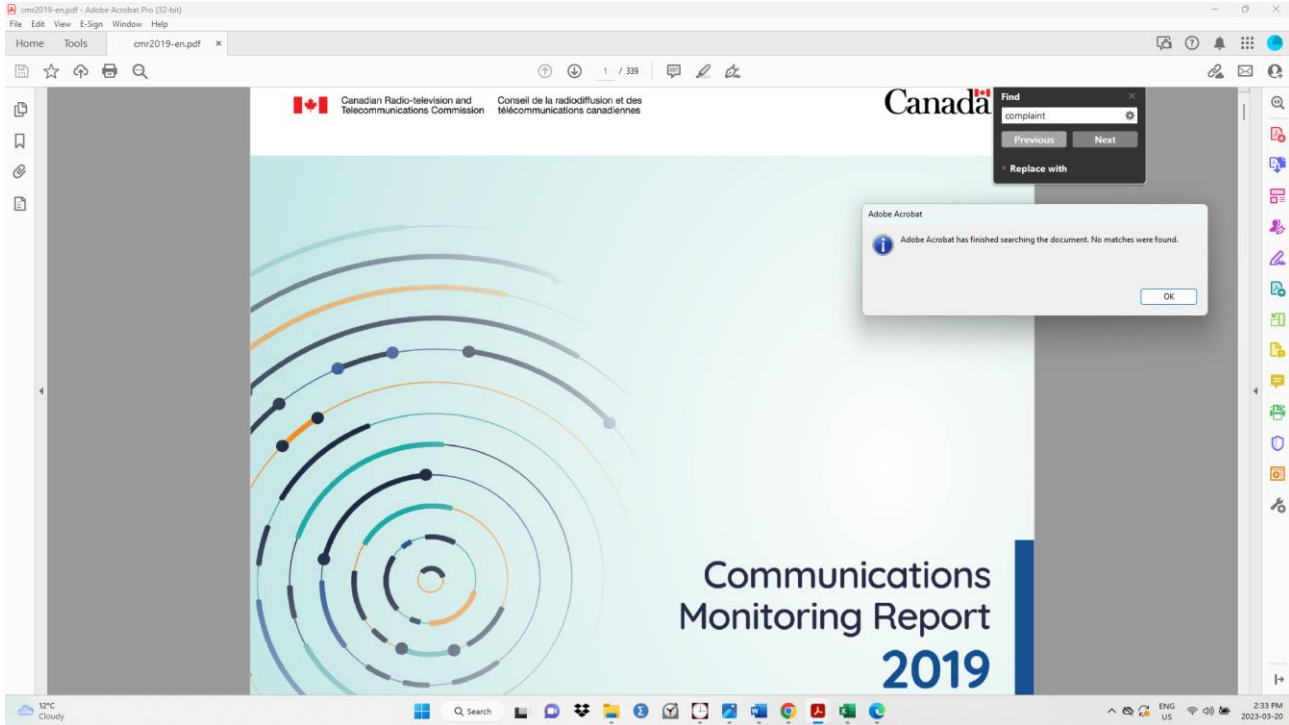 cmr2019-en.pdf - Adobe Acrobat Pro (32-bit)
File Edit View E-Sign Window Help
Home Tools cmr2019-en.pdf ×
1 / 339
Canadian Radio-television and
Telecommunications Commission
Conseil de la radiodiffusion et des
télécommunications canadiennes
Canada
Find
complaint
Previous Next
Replace with
Adobe Acrobat
Adobe Acrobat has finished searching the document. No matches were found.
OK
Communications
Monitoring Report
2019
12°C
Cloudy
Search
ENG
US
2:33 PM
2023-03-20